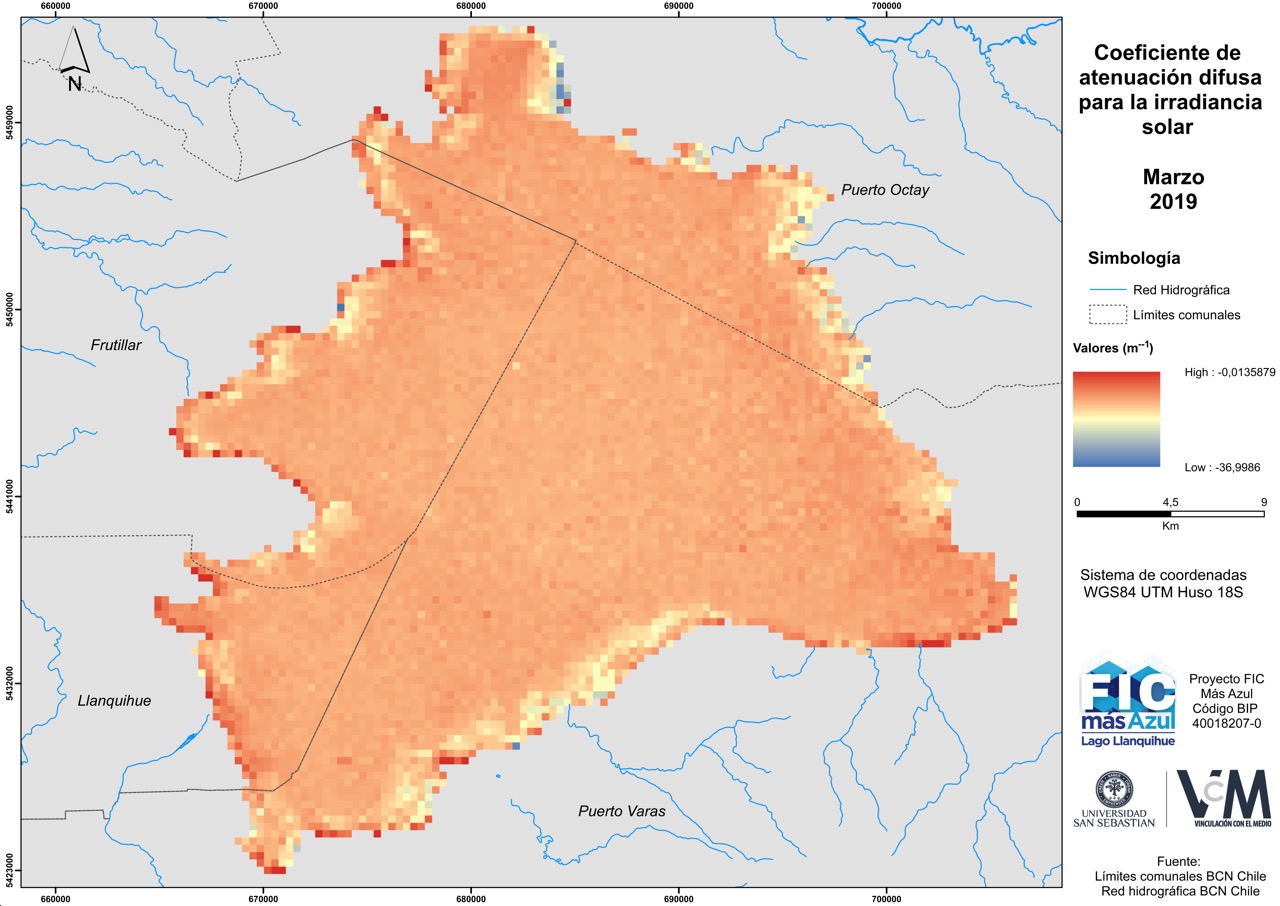 660000
670000
680000
690000
700000
N
5459000
5450000
5441000
5432000
5423000
Puerto Octay
Frutillar
Llanquihue
Puerto Varas
660000
670000
680000
690000
700000
Coeficiente de
atenuación difusa
para la irradiancia
solar
Marzo
2019
Simbología
Red Hidrográfica
Límites comunales
Valores (m⁻¹)
High : -0,0135879
Low : -36,9986
0 4,5 9
Km
Sistema de coordenadas
WGS84 UTM Huso 18S
FIC
más Azul
Lago Llanquihue
Proyecto FIC
Más Azul
Código BIP
40018207-0
UNIVERSIDAD
SAN SEBASTIAN
VcM
VINCULACIÓN CON EL MEDIO
Fuente:
Límites comunales BCN Chile
Red hidrográfica BCN Chile